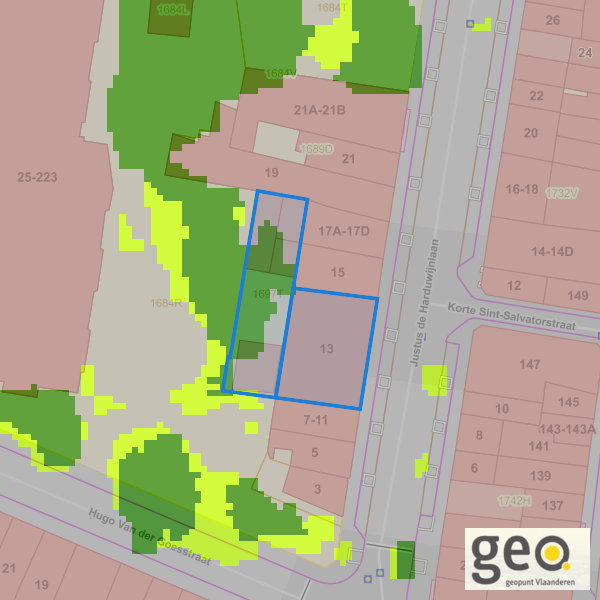 1684L
1684T
26
24
1684V
22
21A-21B
20
1689D
21
19
25-223
16-18
1732V
17A-17D
14-14D
15
12
149
1697T
1684R
Justus de Harduwijnlaan
Korte Sint-Salvatorstraat
13
147
145
10
7-11
143-143A
8
141
5
6
139
3
1742H
137
Hugo Van der Goesstraat
21
19
geo
geopunt Vlaanderen